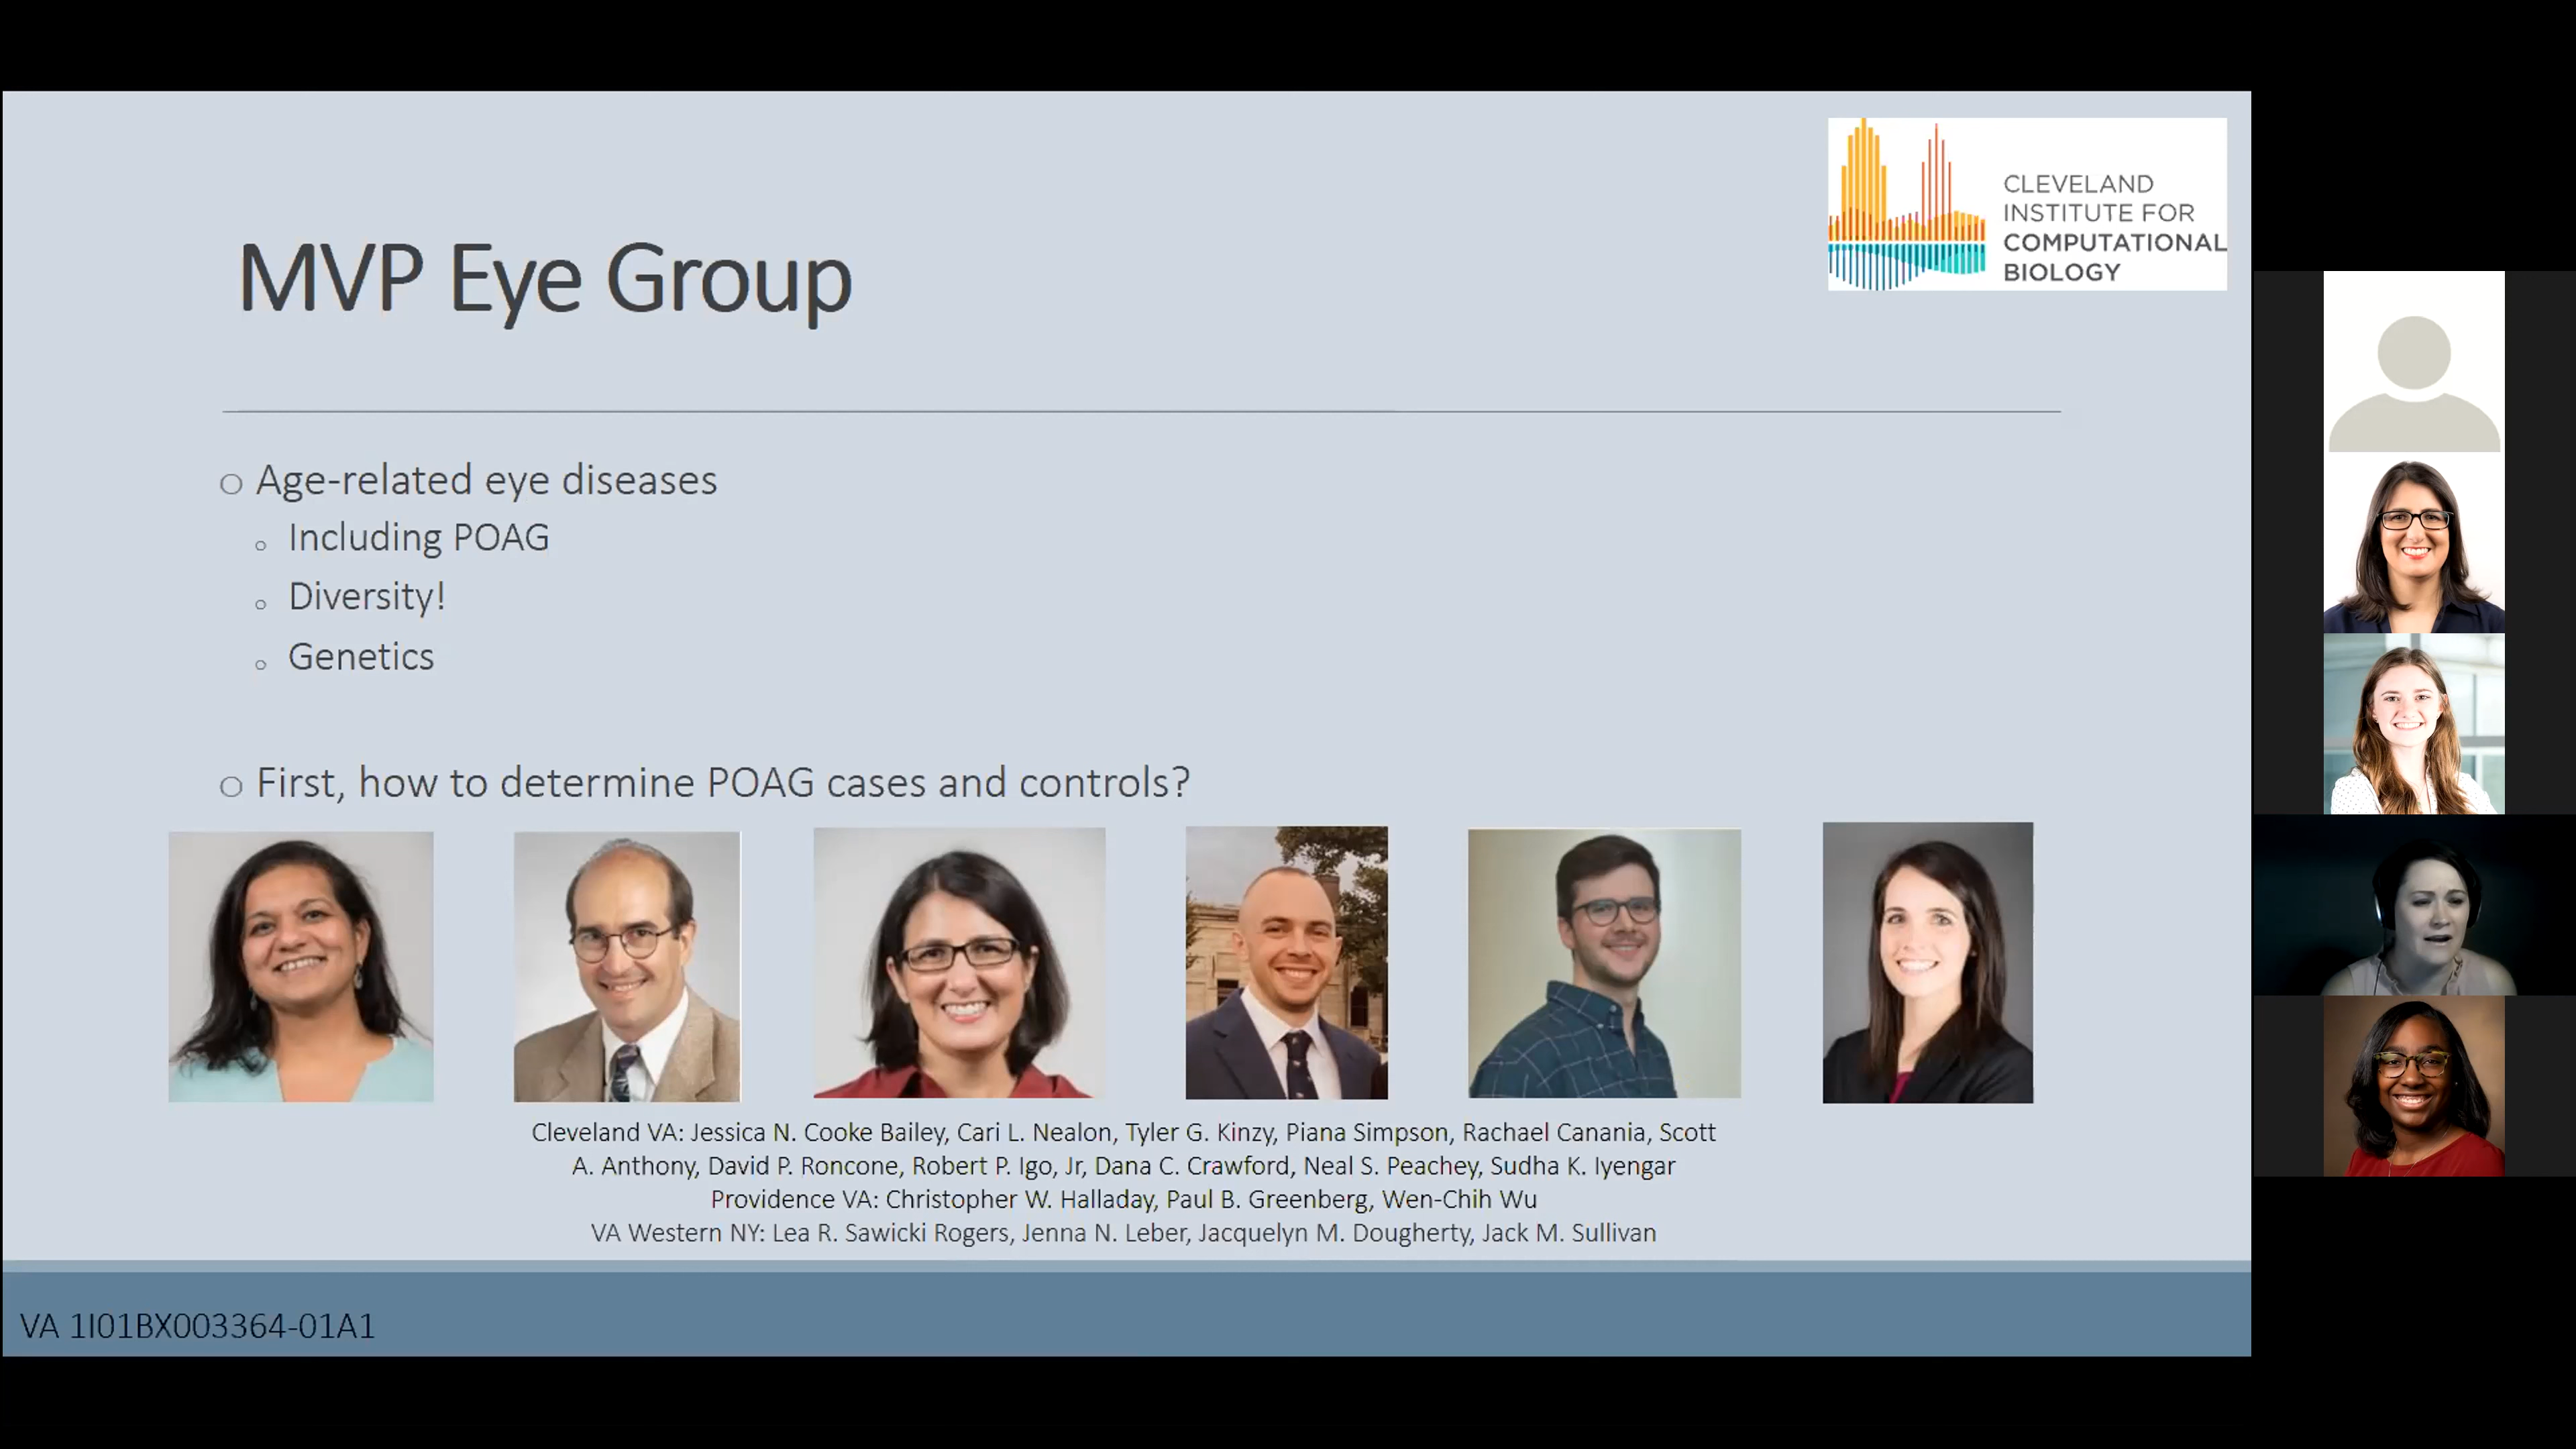 CLEVELAND
INSTITUTE FOR
COMPUTATIONAL
BIOLOGY
MVP Eye Group
Age-related eye diseases
Including POAG
Diversity!
Genetics
First, how to determine POAG cases and controls?
Cleveland VA: Jessica N. Cooke Bailey, Cari L. Nealon, Tyler G. Kinzy, Piana Simpson, Rachael Canania, Scott
A. Anthony, David P. Roncone, Robert P. Igo, Jr, Dana C. Crawford, Neal S. Peachey, Sudha K. Iyengar
Providence VA: Christopher W. Halladay, Paul B. Greenberg, Wen-Chih Wu
VA Western NY: Lea R. Sawicki Rogers, Jenna N. Leber, Jacquelyn M. Dougherty, Jack M. Sullivan
VA 1I01BX003364-01A1